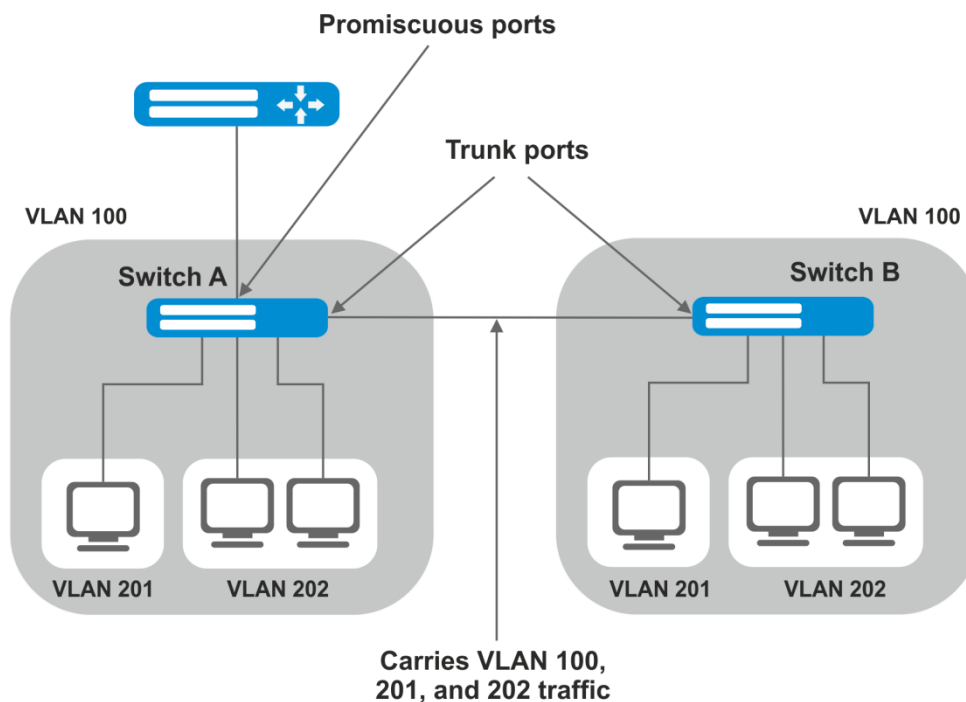 Promiscuous ports
Trunk ports
VLAN 100
VLAN 100
Switch A
Switch B
VLAN 201
VLAN 202
VLAN 201
VLAN 202
Carries VLAN 100,
201, and 202 traffic